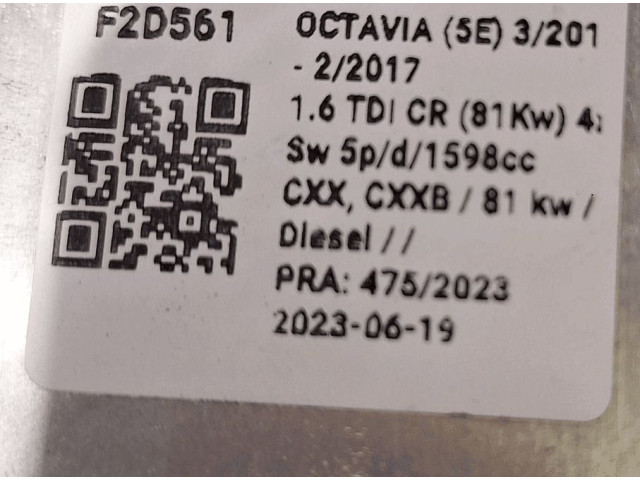 F2D561
OCTAVIA (5E) 3/201
- 2/2017
1.6 TDI CR (81Kw) 4:
Sw 5p/d/1598cc
CXX, CXXB / 81 kw /
Diesel / /
PRA: 475/2023
2023-06-19